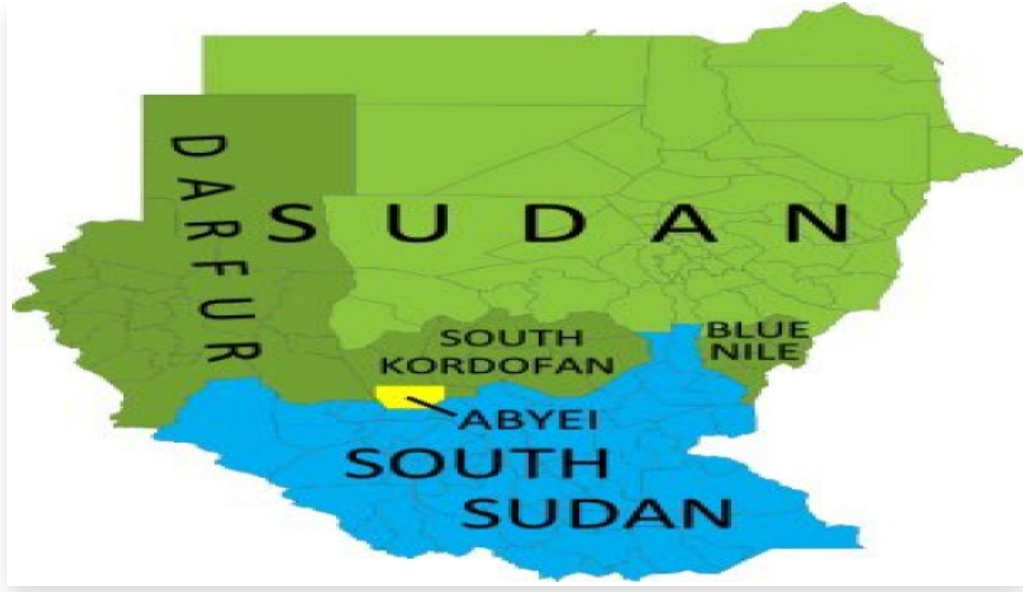 DARFUR
SUDAN
SOUTH
KORDOFAN
BLUE
NILE
ABYEI
SOUTH
SUDAN